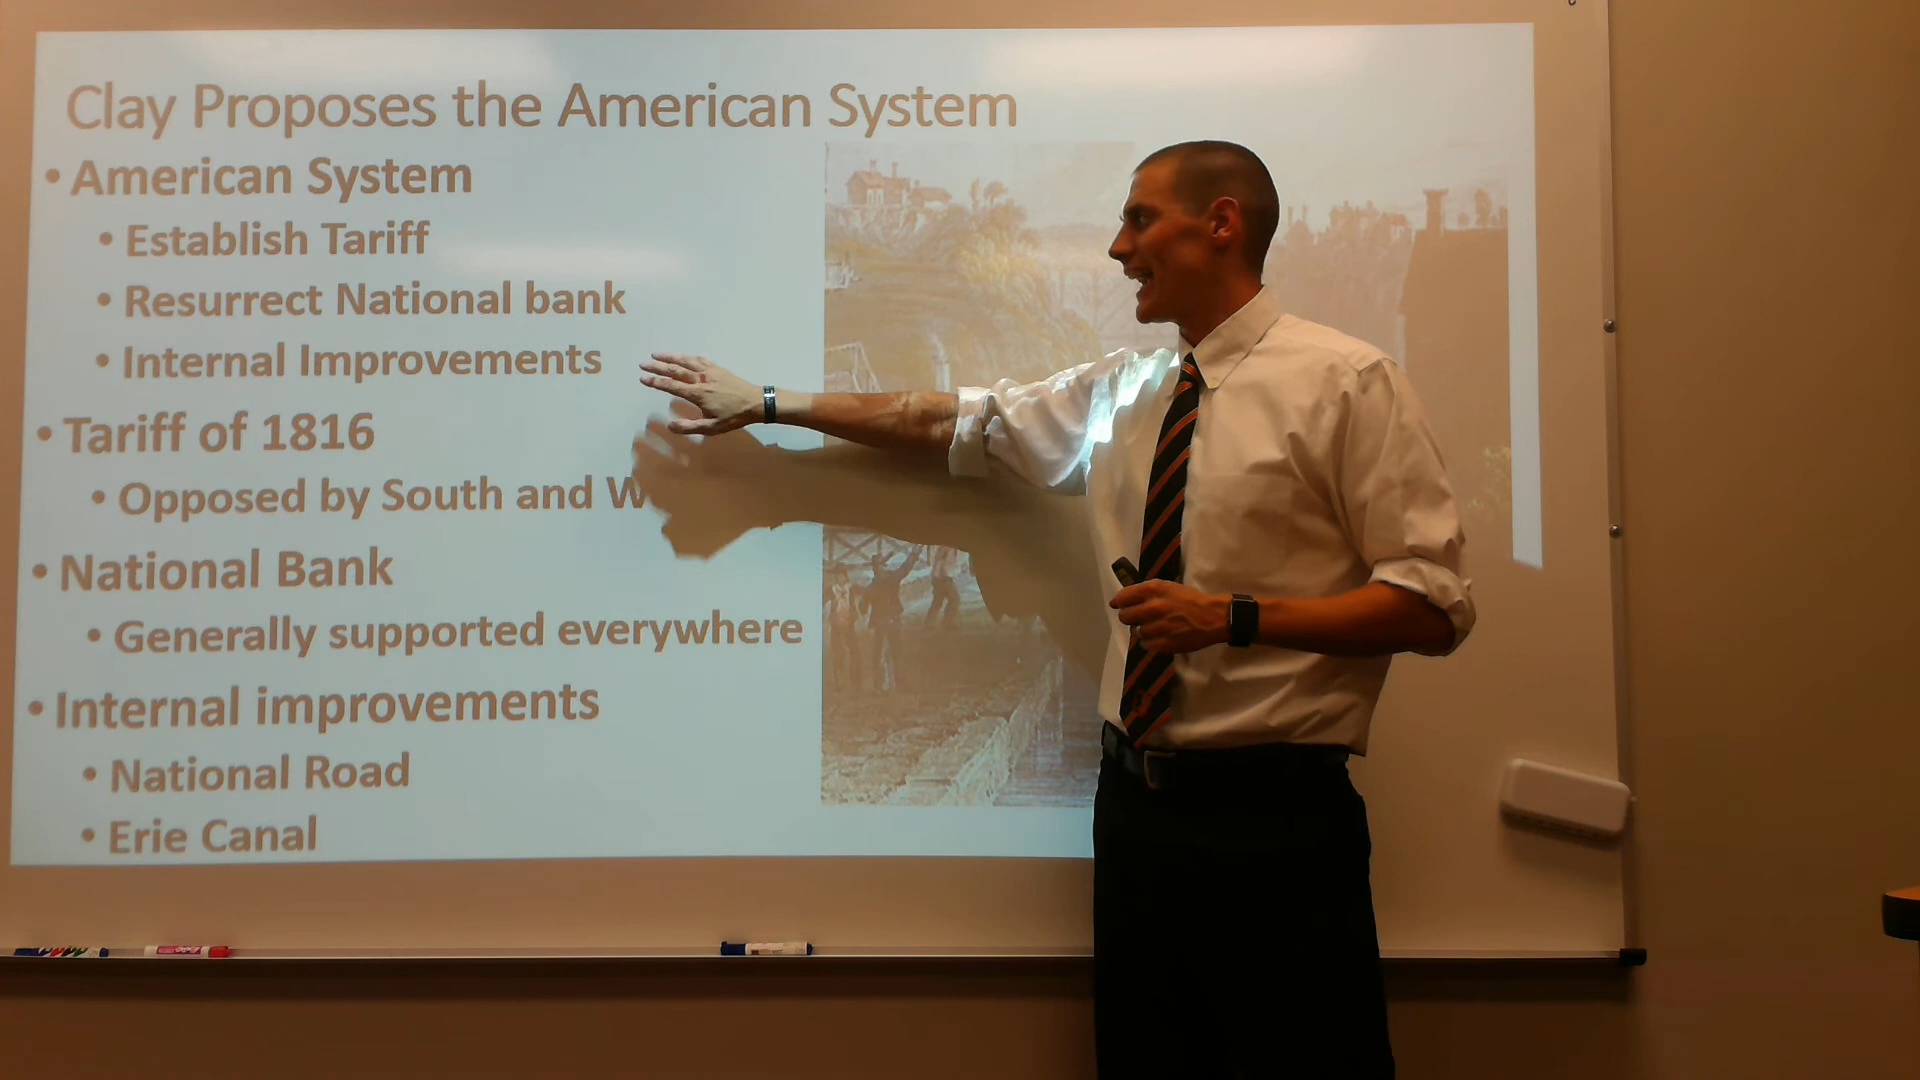 Clay Proposes the American System
• American System
• Establish Tariff
• Resurrect National bank
• Internal Improvements
• Tariff of 1816
• Opposed by South and W
• National Bank
• Generally supported everywhere
• Internal improvements
• National Road
• Erie Canal